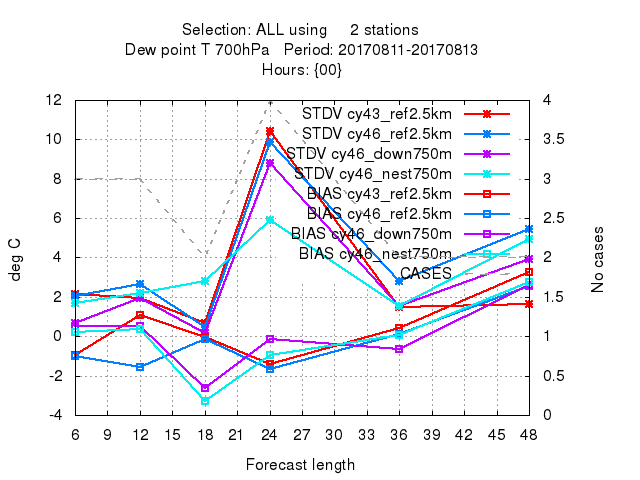 Selection: ALL using 2 stations
Dew point T 700hPa Period: 20170811-20170813
Hours: {00}
12 4
STDV cy43_ref2.5km
STDV cy46_ref2.5km
STDV cy46_down750m
STDV cy46_nest750m
BIAS cy43_ref2.5km
BIAS cy46_ref2.5km
BIAS cy46_down750m
BIAS cy46_nest750m
CASES
10 3.5
8 3
6 2.5
4 2
2 1.5
0 1
-2 0.5
-4 0
deg C
No cases
6 9 12 15 18 21 24 27 30 33 36 39 42 45 48
Forecast length